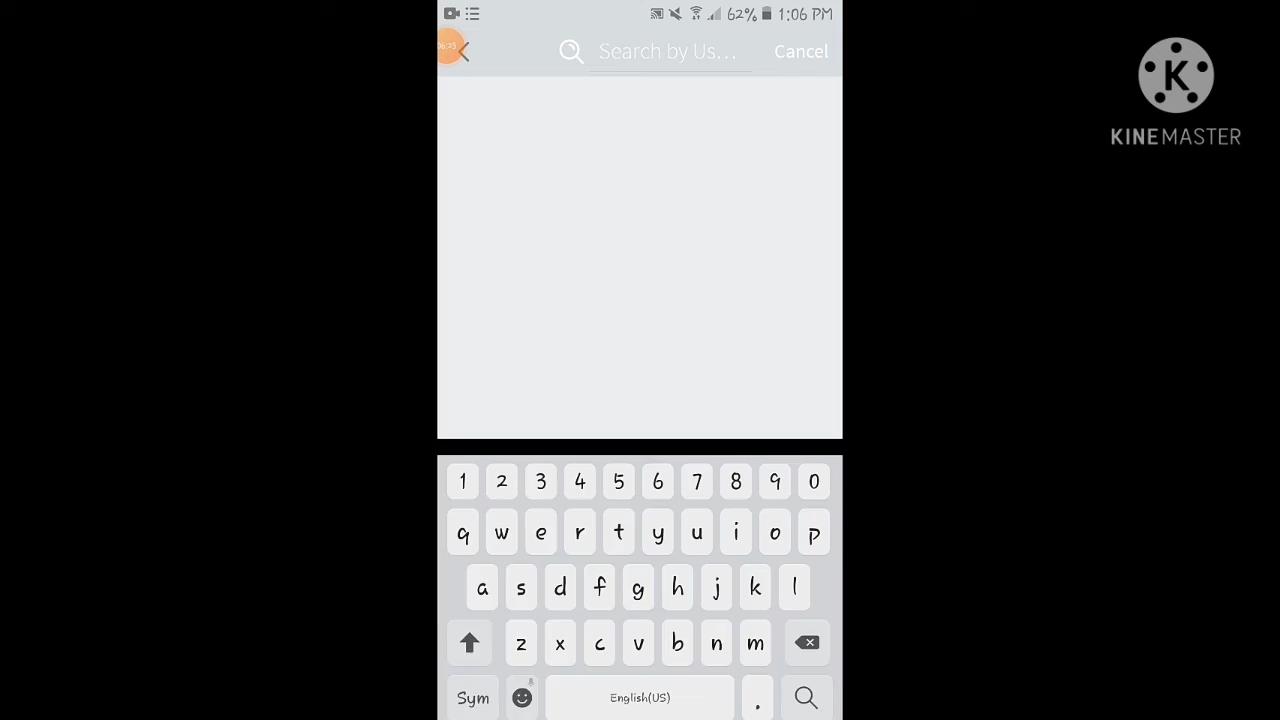 62% 1:06 PM
Search by Us... Cancel
K
KINEMASTER
1 2 3 4 5 6 7 8 9 0
q w e r t y u i o p
a s d f g h j k l
z x c v b n m
Sym English(US) .